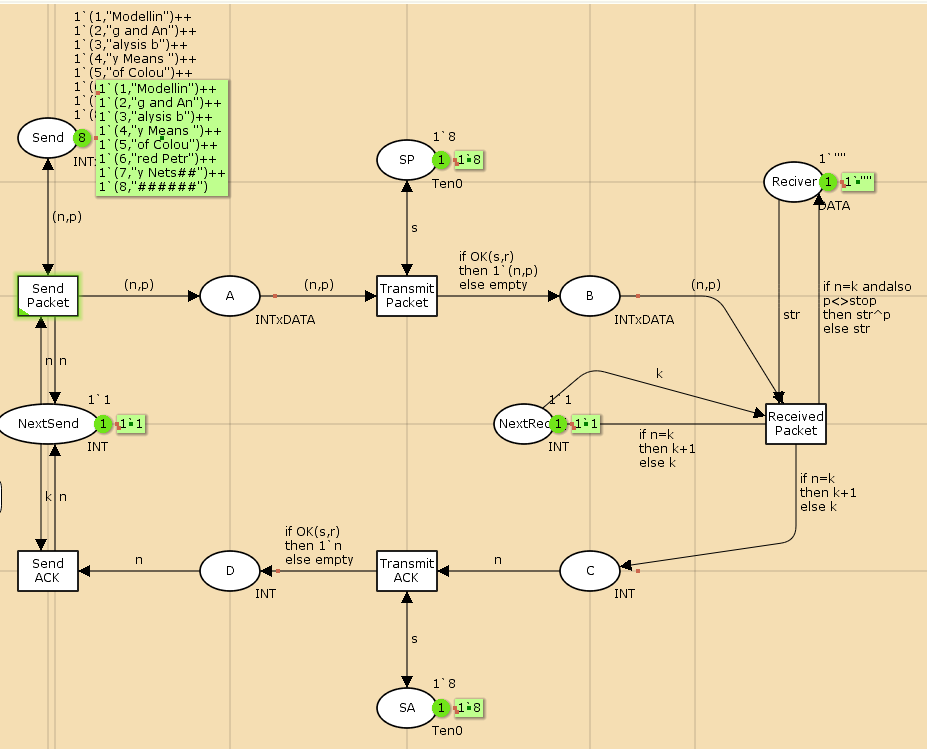 1`(1,"Modellin")++
1`(2,"g and An")++
1`(3,"alysis b")++
1`(4,"y Means ")++
1`(5,"of Colou")++
1`(
1`(
1`(
1`(1,"Modellin")++
1`(2,"g and An")++
1`(3,"alysis b")++
1`(4,"y Means ")++
1`(5,"of Colou")++
1`(6,"red Petr")++
1`(7,"y Nets##")++
1`(8,"######")
Send
8
INTx
1`8
SP
1
1`8
Ten0
1`""
Reciver
1
1`""
DATA
(n,p)
s
if OK(s,r)
then 1`(n,p)
else empty
Send
Packet
(n,p)
A
INTxDATA
(n,p)
Transmit
Packet
B
INTxDATA
(n,p)
str
if n=k andalso
p<>stop
then str^p
else str
n
n
1`1
NextSend
1
1`1
INT
k
1`1
NextRec
1
1`1
INT
if n=k
then k+1
else k
Received
Packet
k
n
if n=k
then k+1
else k
Send
ACK
n
D
INT
if OK(s,r)
then 1`n
else empty
Transmit
ACK
n
C
INT
s
1`8
SA
1
1`8
Ten0